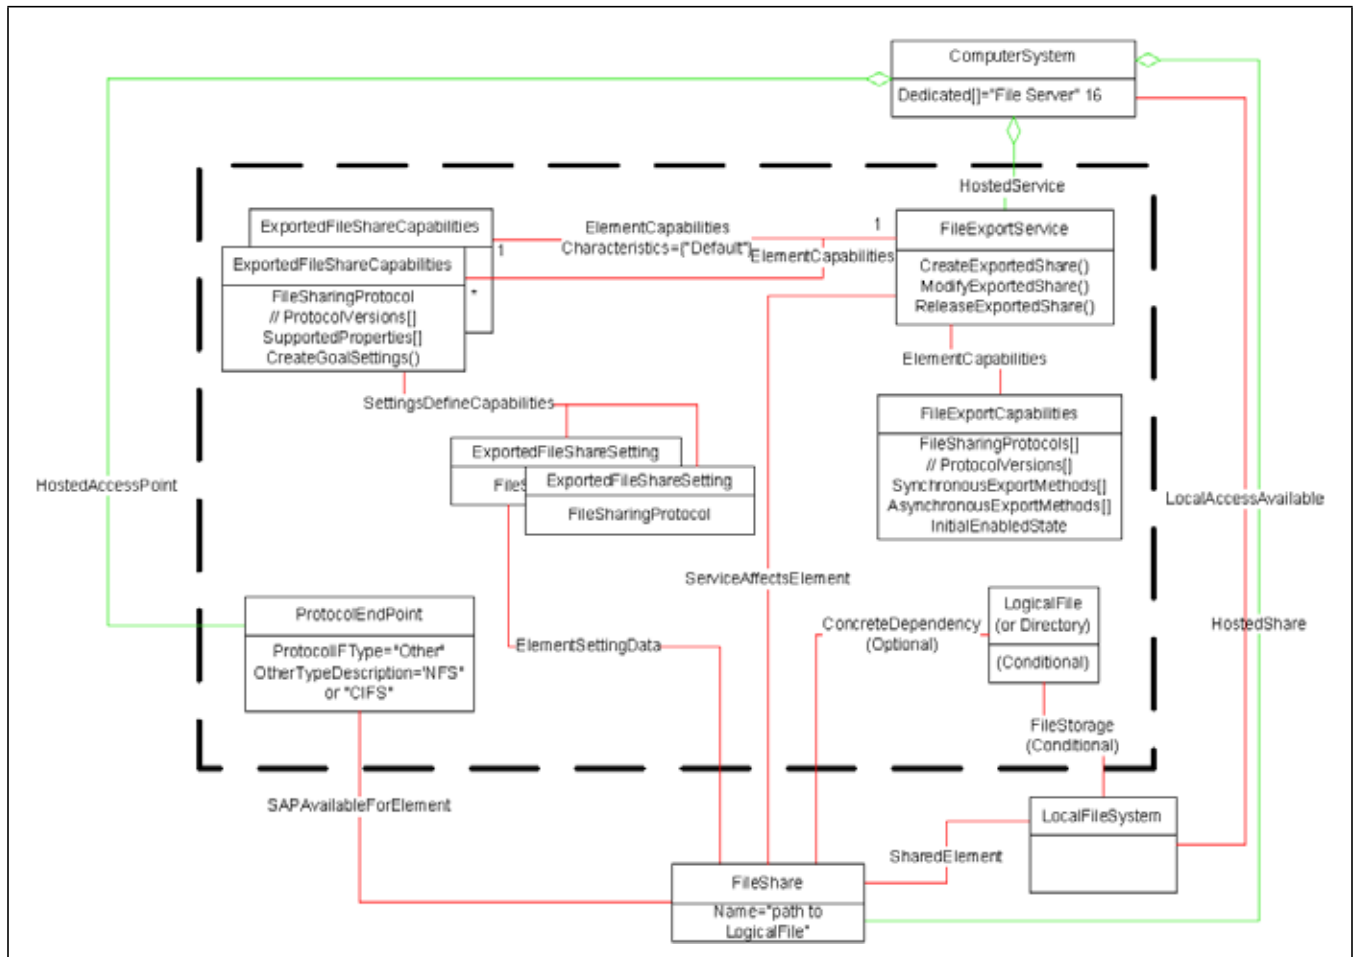 ComputerSystem
Dedicated[]="File Server" 16
HostedService
ExportedFileShareCapabilities
ElementCapabilities
Characteristics={"Default"}
1
FileExportService
1
ExportedFileShareCapabilities
ElementCapabilities
CreateExportedShare()
ModifyExportedShare()
ReleaseExportedShare()
*
FileSharingProtocol
// ProtocolVersions[]
SupportedProperties[]
CreateGoalSettings()
ElementCapabilities
SettingsDefineCapabilities
FileExportCapabilities
FileSharingProtocols[]
// ProtocolVersions[]
SynchronousExportMethods[]
AsynchronousExportMethods[]
InitialEnabledState
ExportedFileShareSetting
FileS
ExportedFileShareSetting
FileSharingProtocol
HostedAccessPoint
LocalAccessAvailable
ServiceAffectsElement
ProtocolEndPoint
ProtocolIFType="Other"
OtherTypeDescription='NFS"
or "CIFS"
ElementSettingData
ConcreteDependency
(Optional)
LogicalFile
(or Directory)
(Conditional)
HostedShare
FileStorage
(Conditional)
SAPAvailableForElement
LocalFileSystem
SharedElement
FileShare
Name="path to
LogicalFile"